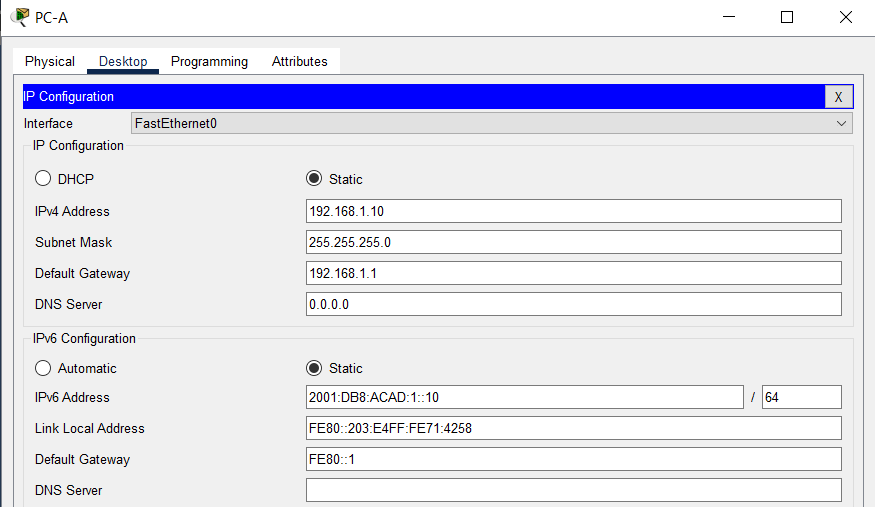 PC-A
Physical Desktop Programming Attributes
IP Configuration X
Interface FastEthernet0
IP Configuration
DHCP Static
IPv4 Address 192.168.1.10
Subnet Mask 255.255.255.0
Default Gateway 192.168.1.1
DNS Server 0.0.0.0
IPv6 Configuration
Automatic Static
IPv6 Address 2001:DB8:ACAD:1::10 / 64
Link Local Address FE80::203:E4FF:FE71:4258
Default Gateway FE80::1
DNS Server